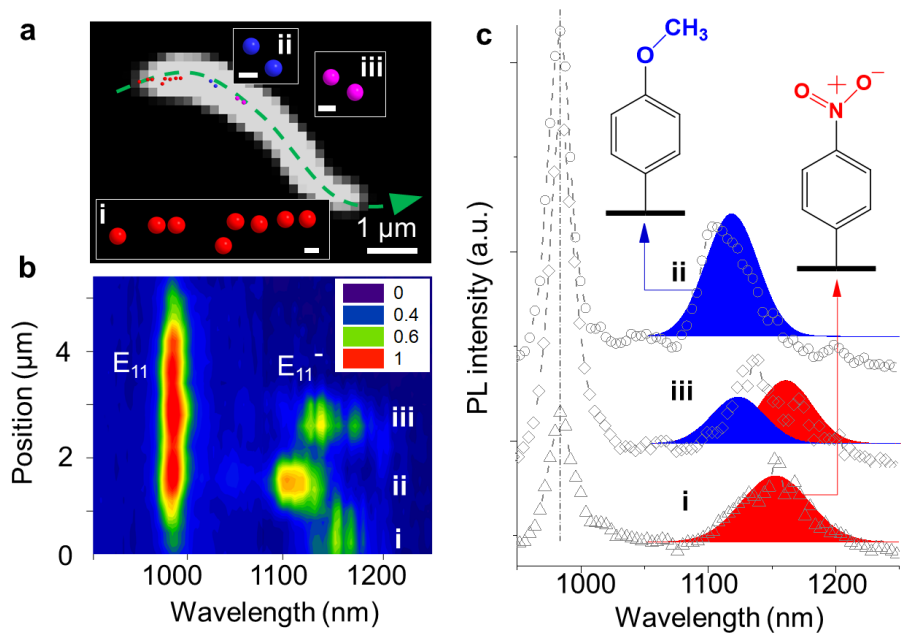 a
ii
iii
i
1 µm
b
0
0.4
0.6
1
E11
E11-
iii
ii
i
4
2
0
Position (µm)
1000
1100
1200
Wavelength (nm)
c
CH3
O
O
+
N
O−
ii
iii
i
PL intensity (a.u.)
1000
1100
1200
Wavelength (nm)